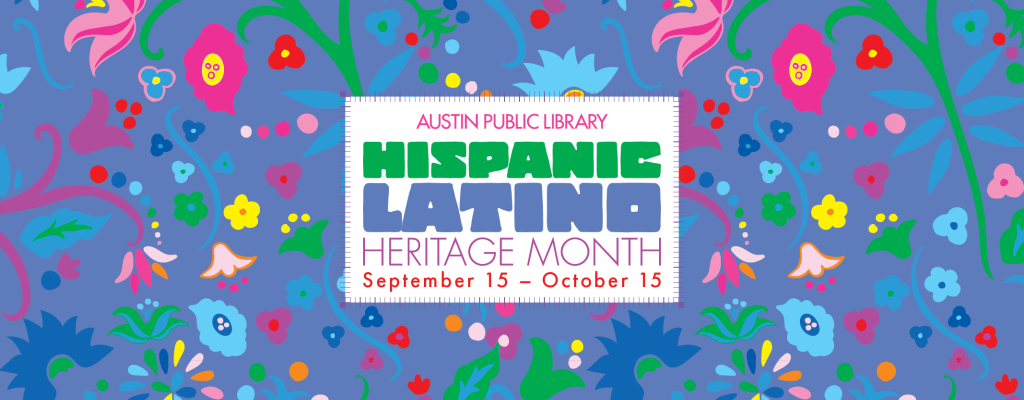 AUSTIN PUBLIC LIBRARY
HISPANIC
LATINO
HERITAGE MONTH
September 15 – October 15